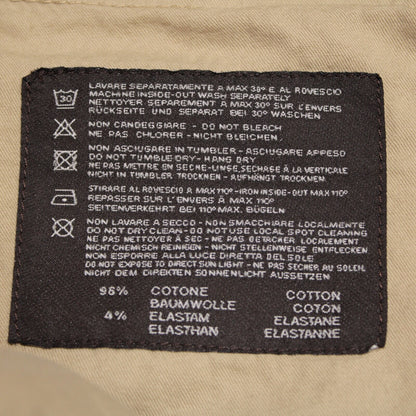 LAVARE SEPARATAMENTE A MAX 30° E AL ROVESCIO
30 MACHINE INSIDE-OUT WASH SEPARATELY
NETTOYER SEPAREMENT A MAX 30° SUR L'ENVERS
RÜCKSEITE UND SEPARAT BEI 30° WASCHEN
NON CANDEGGIARE - DO NOT BLEACH
NE PAS CHLORER - NICHT BLEICHEN
NON ASCIUGARE IN TUMBLER - ASCIUGARE APPESO
DO NOT TUMBLE DRY - HANG DRY
NE PAS METTRE EN SECHE-LINGE, SECHAGE À LA VERTICALE
NICHT IN TUMBLER TROCKNEN - AUFHÄNGEN TROCKNEN
STIRARE AL ROVESCIO A MAX 110° - IRON INSIDE-OUT MAX 110°
REPASSER SUR L'ENVERS À MAX 110°
SEITENVERKEHRT BEI 110° MAX. BÜGELN
NON LAVARE A SECCO - NON SMACCHIARE LOCALMENTE
DO NOT DRY CLEAN - DO NOT USE LOCAL SPOT CLEANING
NE PAS NETTOYER À SEC - NE PAS DETACHER LOCALEMENT
NICHT CHEMISCH REINIGEN - NICHT STELLENWEISE ENTFLECKEN
NON ESPORRE ALLA LUCE DIRETTA DEL SOLE
DO NOT EXPOSE TO DIRECT SUN LIGHT - NE PAS SECHER AU SOLEIL
NICHT DEM DIREKTEN SONNENLICHT AUSSETZEN
96% COTONE COTTON
BAUMWOLLE COTON
4% ELASTAM ELASTANE
ELASTHAN ELASTHANNE